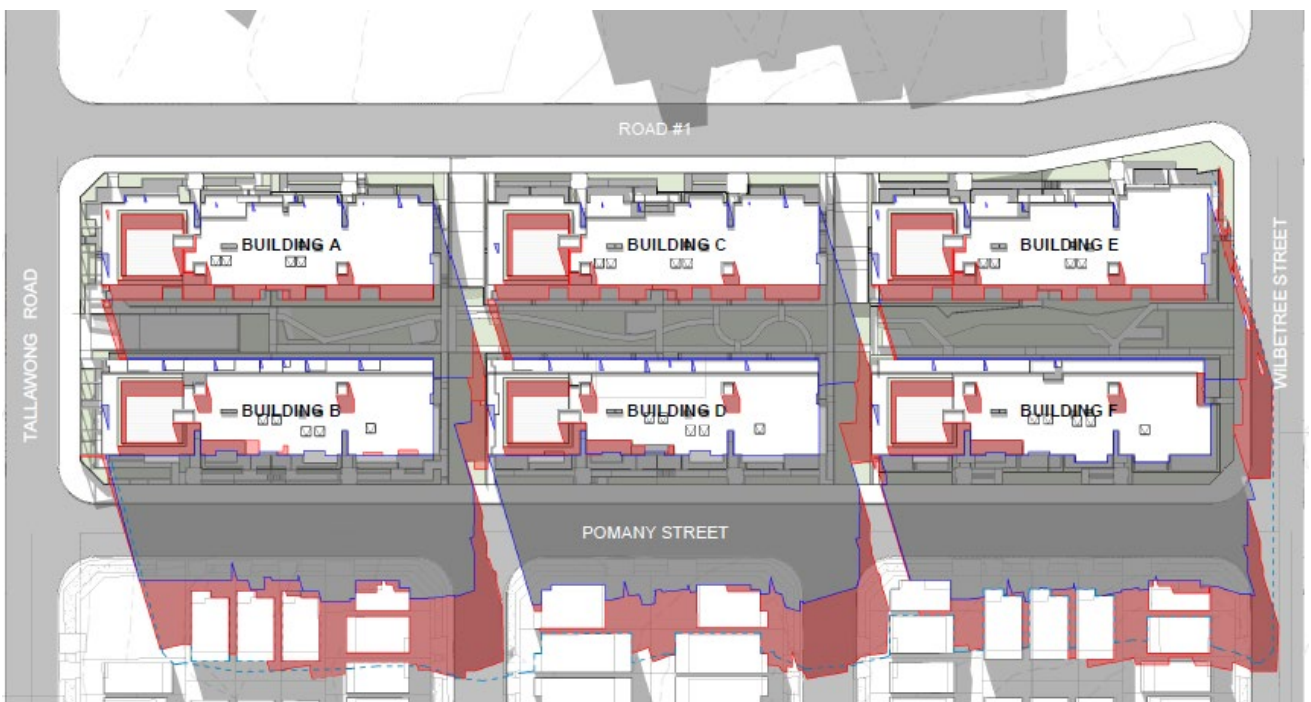 ROAD #1
BUILDING A
BUILDING C
BUILDING E
TALLAWONG ROAD
WILBETREE STREET
BUILDING B
BUILDING D
BUILDING F
POMANY STREET